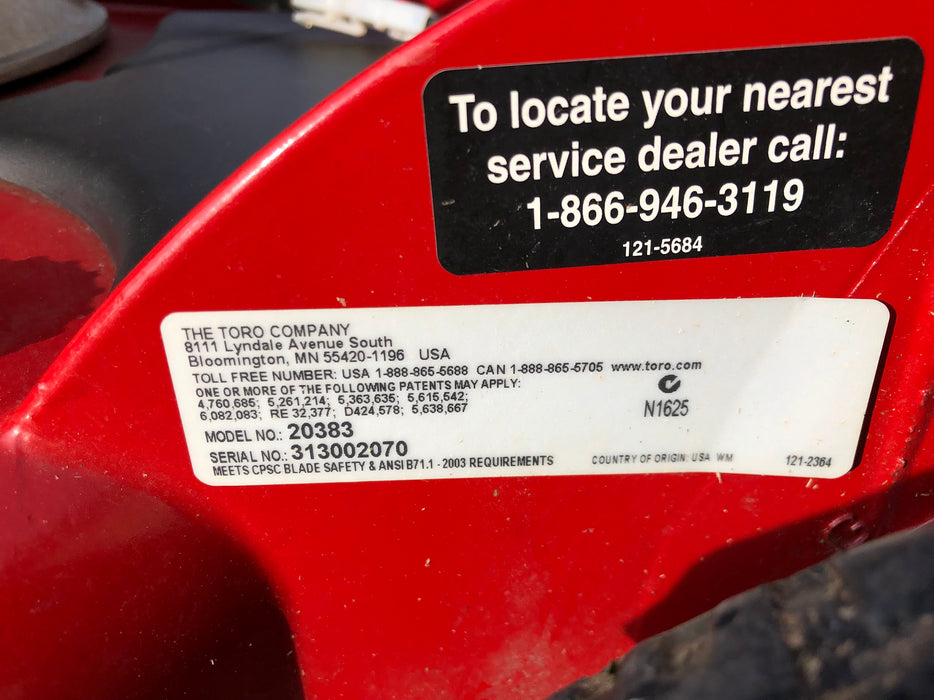 To locate your nearest
service dealer call:
1-866-946-3119
121-5684
THE TORO COMPANY
8111 Lyndale Avenue South
Bloomington, MN 55420-1196 USA
TOLL FREE NUMBER: USA 1-888-865-5688 CAN 1-888-865-5705 www.toro.com
ONE OR MORE OF THE FOLLOWING PATENTS MAY APPLY:
4,760,685; 5,261,214; 5,363,635; 5,615,542;
6,082,083; RE 32,377; D424,578; 5,638,667
N1625
MODEL NO.: 20383
SERIAL NO.: 313002070
MEETS CPSC BLADE SAFETY & ANSI B71.1 - 2003 REQUIREMENTS
COUNTRY OF ORIGIN: USA WM
121-2364